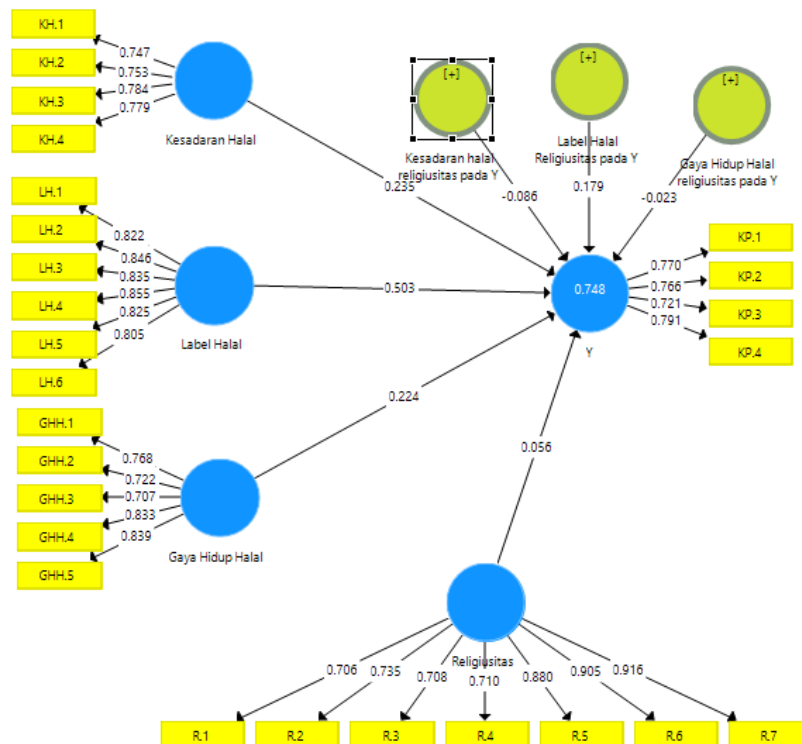 KH.1
KH.2
KH.3
KH.4
0.747
0.753
0.784
0.779
Kesadaran Halal
0.235
[+]
Kesadaran halal
religiusitas pada Y
-0.086
[+]
Label Halal
Religiusitas pada Y
0.179
[+]
Gaya Hidup Halal
religiusitas pada Y
-0.023
LH.1
LH.2
LH.3
LH.4
LH.5
LH.6
0.822
0.846
0.835
0.855
0.825
0.805
Label Halal
0.503
0.748
Y
0.770
0.766
0.721
0.791
KP.1
KP.2
KP.3
KP.4
GHH.1
GHH.2
GHH.3
GHH.4
GHH.5
0.768
0.722
0.707
0.833
0.839
Gaya Hidup Halal
0.224
0.056
Religiusitas
0.706
0.735
0.708
0.710
0.880
0.905
0.916
R.1
R.2
R.3
R.4
R.5
R.6
R.7